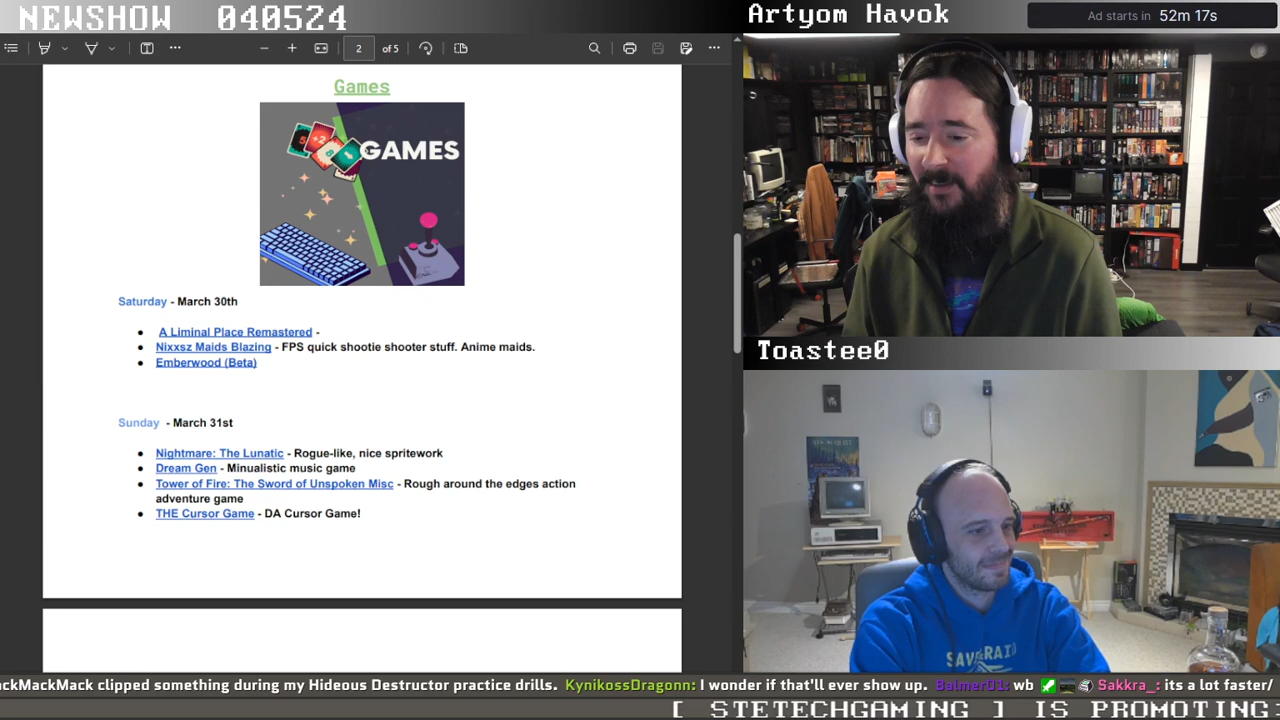 NEWSHOW 040524
Artyom Havok
Ad starts in 52m 17s
2 of 5
Games
GAMES
Saturday - March 30th
A Liminal Place Remastered -
Nixxsz Maids Blazing - FPS quick shootie shooter stuff. Anime maids.
Emberwood (Beta)
Sunday - March 31st
Nightmare: The Lunatic - Rogue-like, nice spritework
Dream Gen - Minualistic music game
Tower of Fire: The Sword of Unspoken Misc - Rough around the edges action
adventure game
THE Cursor Game - DA Cursor Game!
Toastee0
ackMackMack clipped something during my Hideous Destructor practice drills. KynikossDragonn: I wonder if that'll ever show up. Balmer01: wb Sakkra_: its a lot faster/
[ STETECHGAMING ] IS PROMOTING